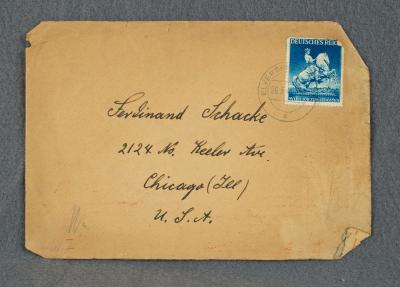 DEUTSCHES REICH
Ferdinand Schacke
2124 No. Keeler Ave.
Chicago (Ill)
U. S. A.